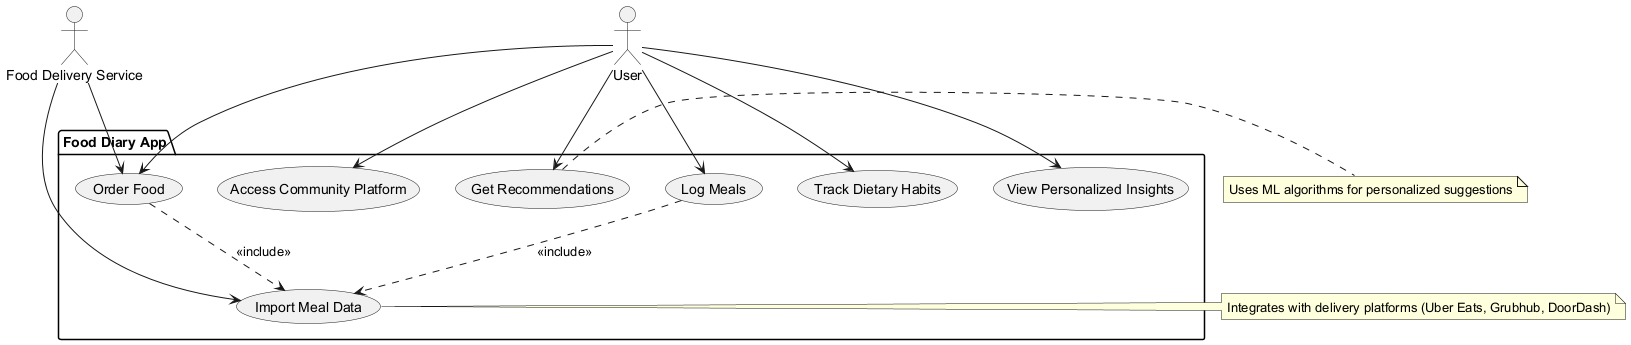 Food Delivery Service
User
Food Diary App
Order Food
Access Community Platform
Get Recommendations
Log Meals
Track Dietary Habits
View Personalized Insights
Uses ML algorithms for personalized suggestions
«include»
«include»
Import Meal Data
Integrates with delivery platforms (Uber Eats, Grubhub, DoorDash)